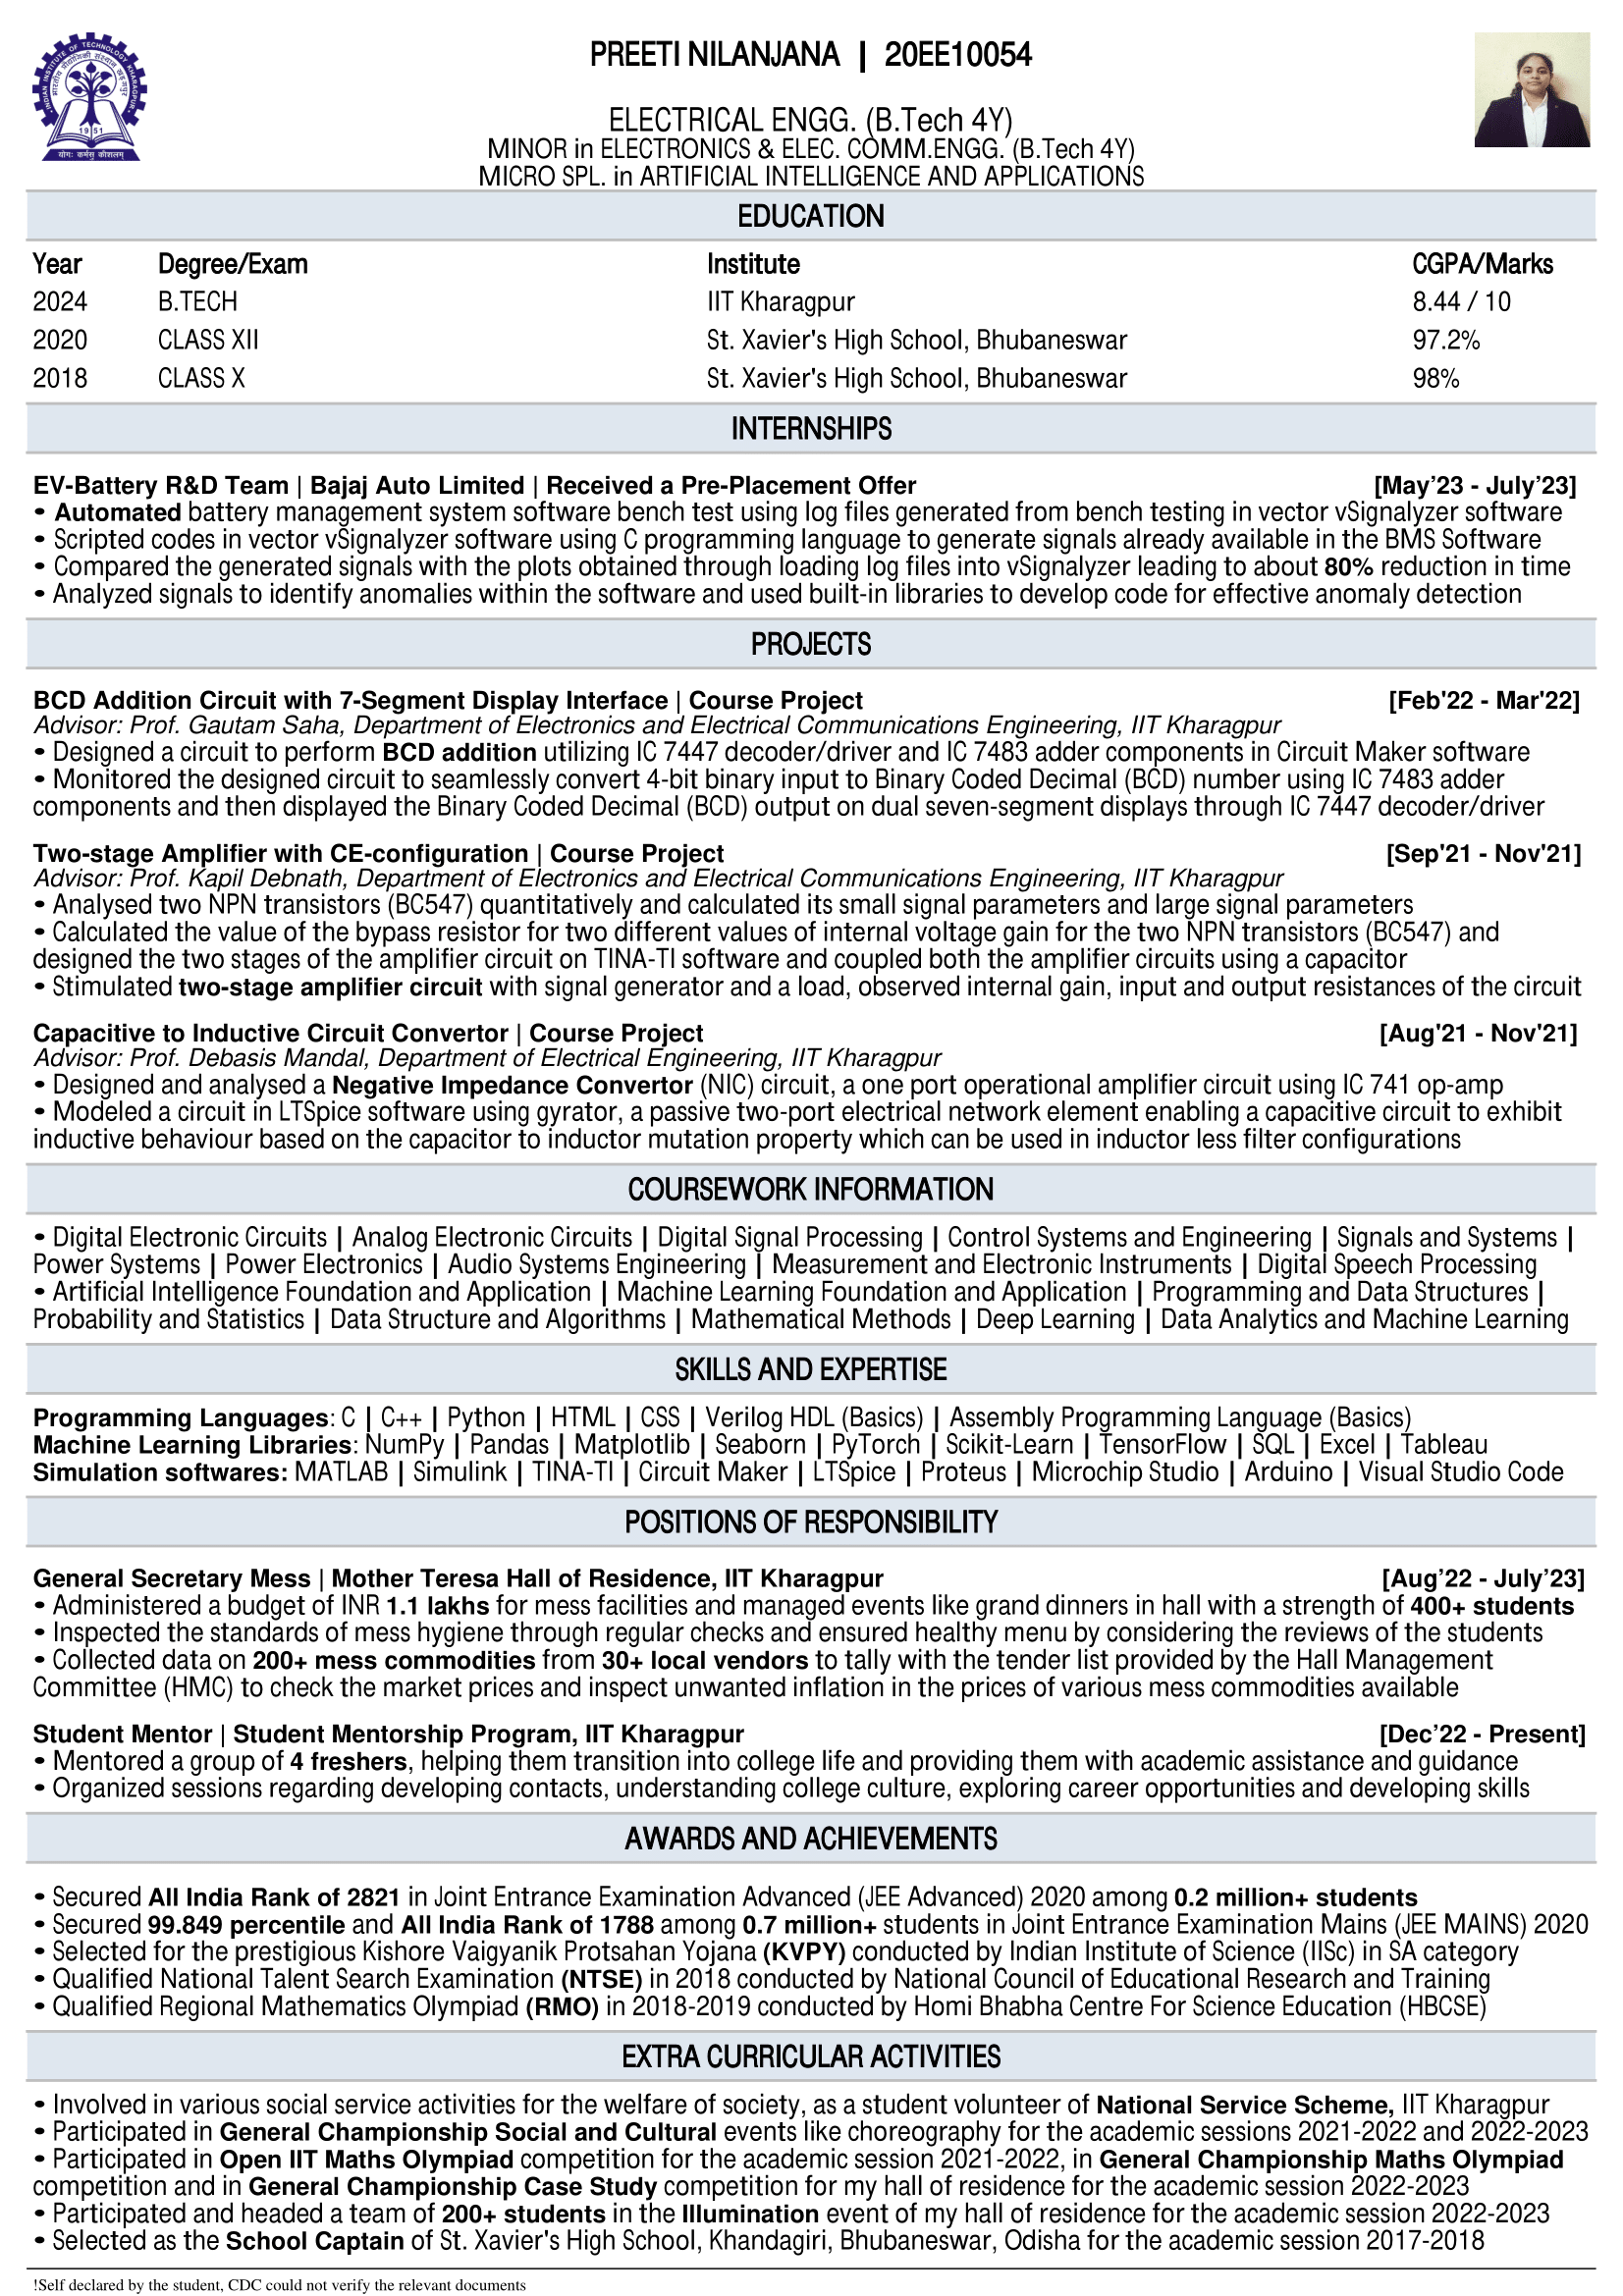 INDIAN INSTITUTE OF TECHNOLOGY KHARAGPUR
1951
योगः कर्मसु कौशलम्
PREETI NILANJANA | 20EE10054
ELECTRICAL ENGG. (B.Tech 4Y)
MINOR in ELECTRONICS & ELEC. COMM.ENGG. (B.Tech 4Y)
MICRO SPL. in ARTIFICIAL INTELLIGENCE AND APPLICATIONS
EDUCATION
Year Degree/Exam Institute CGPA/Marks
2024 B.TECH IIT Kharagpur 8.44 / 10
2020 CLASS XII St. Xavier's High School, Bhubaneswar 97.2%
2018 CLASS X St. Xavier's High School, Bhubaneswar 98%
INTERNSHIPS
EV-Battery R&D Team | Bajaj Auto Limited | Received a Pre-Placement Offer [May’23 - July’23]
• Automated battery management system software bench test using log files generated from bench testing in vector vSignalyzer software
• Scripted codes in vector vSignalyzer software using C programming language to generate signals already available in the BMS Software
• Compared the generated signals with the plots obtained through loading log files into vSignalyzer leading to about 80% reduction in time
• Analyzed signals to identify anomalies within the software and used built-in libraries to develop code for effective anomaly detection
PROJECTS
BCD Addition Circuit with 7-Segment Display Interface | Course Project [Feb'22 - Mar'22]
Advisor: Prof. Gautam Saha, Department of Electronics and Electrical Communications Engineering, IIT Kharagpur
• Designed a circuit to perform BCD addition utilizing IC 7447 decoder/driver and IC 7483 adder components in Circuit Maker software
• Monitored the designed circuit to seamlessly convert 4-bit binary input to Binary Coded Decimal (BCD) number using IC 7483 adder
components and then displayed the Binary Coded Decimal (BCD) output on dual seven-segment displays through IC 7447 decoder/driver
Two-stage Amplifier with CE-configuration | Course Project [Sep'21 - Nov'21]
Advisor: Prof. Kapil Debnath, Department of Electronics and Electrical Communications Engineering, IIT Kharagpur
• Analysed two NPN transistors (BC547) quantitatively and calculated its small signal parameters and large signal parameters
• Calculated the value of the bypass resistor for two different values of internal voltage gain for the two NPN transistors (BC547) and
designed the two stages of the amplifier circuit on TINA-TI software and coupled both the amplifier circuits using a capacitor
• Stimulated two-stage amplifier circuit with signal generator and a load, observed internal gain, input and output resistances of the circuit
Capacitive to Inductive Circuit Convertor | Course Project [Aug'21 - Nov'21]
Advisor: Prof. Debasis Mandal, Department of Electrical Engineering, IIT Kharagpur
• Designed and analysed a Negative Impedance Convertor (NIC) circuit, a one port operational amplifier circuit using IC 741 op-amp
• Modeled a circuit in LTSpice software using gyrator, a passive two-port electrical network element enabling a capacitive circuit to exhibit
inductive behaviour based on the capacitor to inductor mutation property which can be used in inductor less filter configurations
COURSEWORK INFORMATION
• Digital Electronic Circuits | Analog Electronic Circuits | Digital Signal Processing | Control Systems and Engineering | Signals and Systems |
Power Systems | Power Electronics | Audio Systems Engineering | Measurement and Electronic Instruments | Digital Speech Processing
• Artificial Intelligence Foundation and Application | Machine Learning Foundation and Application | Programming and Data Structures |
Probability and Statistics | Data Structure and Algorithms | Mathematical Methods | Deep Learning | Data Analytics and Machine Learning
SKILLS AND EXPERTISE
Programming Languages: C | C++ | Python | HTML | CSS | Verilog HDL (Basics) | Assembly Programming Language (Basics)
Machine Learning Libraries: NumPy | Pandas | Matplotlib | Seaborn | PyTorch | Scikit-Learn | TensorFlow | SQL | Excel | Tableau
Simulation softwares: MATLAB | Simulink | TINA-TI | Circuit Maker | LTSpice | Proteus | Microchip Studio | Arduino | Visual Studio Code
POSITIONS OF RESPONSIBILITY
General Secretary Mess | Mother Teresa Hall of Residence, IIT Kharagpur [Aug’22 - July’23]
• Administered a budget of INR 1.1 lakhs for mess facilities and managed events like grand dinners in hall with a strength of 400+ students
• Inspected the standards of mess hygiene through regular checks and ensured healthy menu by considering the reviews of the students
• Collected data on 200+ mess commodities from 30+ local vendors to tally with the tender list provided by the Hall Management
Committee (HMC) to check the market prices and inspect unwanted inflation in the prices of various mess commodities available
Student Mentor | Student Mentorship Program, IIT Kharagpur [Dec’22 - Present]
• Mentored a group of 4 freshers, helping them transition into college life and providing them with academic assistance and guidance
• Organized sessions regarding developing contacts, understanding college culture, exploring career opportunities and developing skills
AWARDS AND ACHIEVEMENTS
• Secured All India Rank of 2821 in Joint Entrance Examination Advanced (JEE Advanced) 2020 among 0.2 million+ students
• Secured 99.849 percentile and All India Rank of 1788 among 0.7 million+ students in Joint Entrance Examination Mains (JEE MAINS) 2020
• Selected for the prestigious Kishore Vaigyanik Protsahan Yojana (KVPY) conducted by Indian Institute of Science (IISc) in SA category
• Qualified National Talent Search Examination (NTSE) in 2018 conducted by National Council of Educational Research and Training
• Qualified Regional Mathematics Olympiad (RMO) in 2018-2019 conducted by Homi Bhabha Centre For Science Education (HBCSE)
EXTRA CURRICULAR ACTIVITIES
• Involved in various social service activities for the welfare of society, as a student volunteer of National Service Scheme, IIT Kharagpur
• Participated in General Championship Social and Cultural events like choreography for the academic sessions 2021-2022 and 2022-2023
• Participated in Open IIT Maths Olympiad competition for the academic session 2021-2022, in General Championship Maths Olympiad
competition and in General Championship Case Study competition for my hall of residence for the academic session 2022-2023
• Participated and headed a team of 200+ students in the Illumination event of my hall of residence for the academic session 2022-2023
• Selected as the School Captain of St. Xavier's High School, Khandagiri, Bhubaneswar, Odisha for the academic session 2017-2018
!Self declared by the student, CDC could not verify the relevant documents